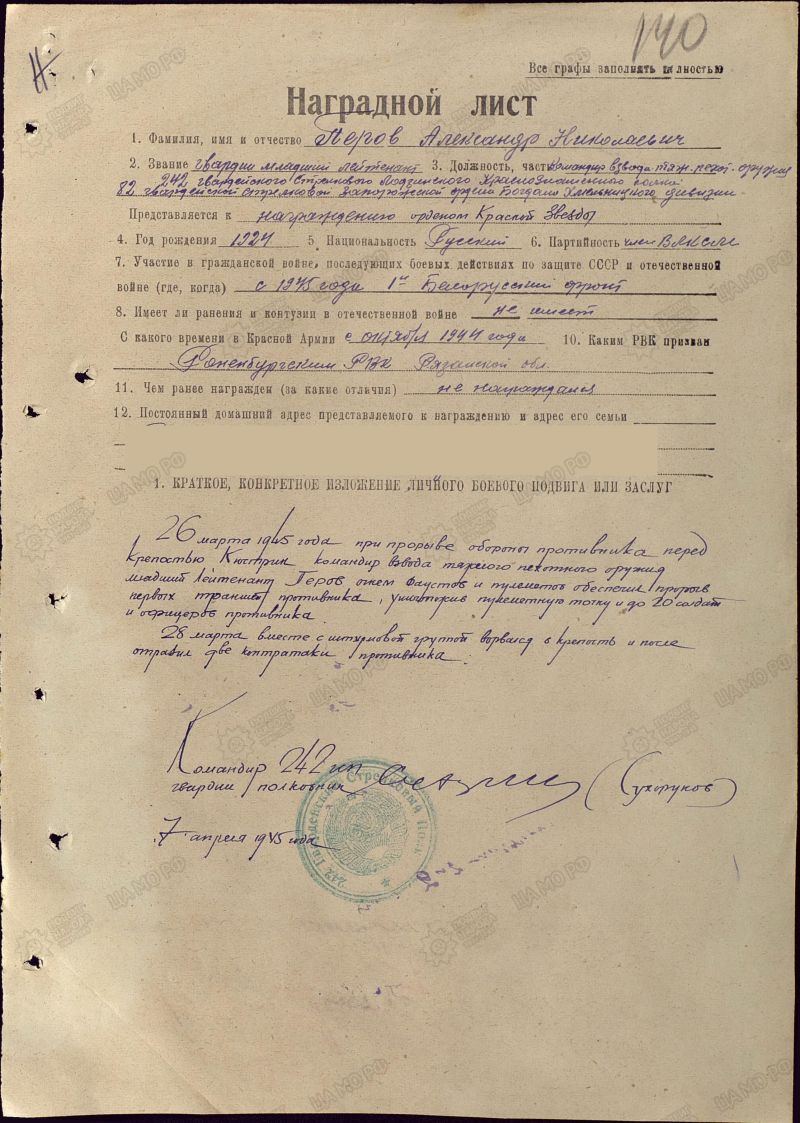 140
Н
Все графы заполнять полностью
Наградной лист
1. Фамилия, имя и отчество Перов Александр Николаевич
2. Звание гвардии младший лейтенант 3. Должность, часть командир взвода тяж. пехот. оружия
242 гвардейского Стрелкового Лодзинского Краснознаменного полка
82 гвардейской стрелковой Запорожской ордена Богдана Хмельницкого дивизии
Представляется к награждению орденом Красной Звезды
4. Год рождения 1924 5. Национальность Русский 6. Партийность член ВЛКСМ
7. Участие в гражданской войне, последующих боевых действиях по защите СССР и отечественной
войне (где, когда) с 1945 года 1й Белорусский фронт
8. Имеет ли ранения и контузии в отечественной войне не имеет
С какого времени в Красной Армии с октября 1944 года 10. Каким РВК призван
Раненбургским РВК Рязанской обл.
11. Чем ранее награжден (за какие отличия) не награждался
12. Постоянный домашний адрес представляемого к награждению и адрес его семьи
1. КРАТКОЕ, КОНКРЕТНОЕ ИЗЛОЖЕНИЕ ЛИЧНОГО БОЕВОГО ПОДВИГА ИЛИ ЗАСЛУГ
26 марта 1945 года при прорыве обороны противника перед
крепостью Кюстрин командир взвода тяжелого пехотного оружия
младший лейтенант Перов огнем фаустов и пулеметов обеспечил прорыв
первых траншей противника, уничтожив пулеметную точку и до 20 солдат
и офицеров противника.
28 марта вместе с штурмовой группой ворвался в крепость и после
отразил две контратаки противника.
Командир 242 гсп
гвардии полковник (Сухоруков)
7 апреля 1945 года
242 Гвардейский Стрелковый Полк
ЦАМО РФ